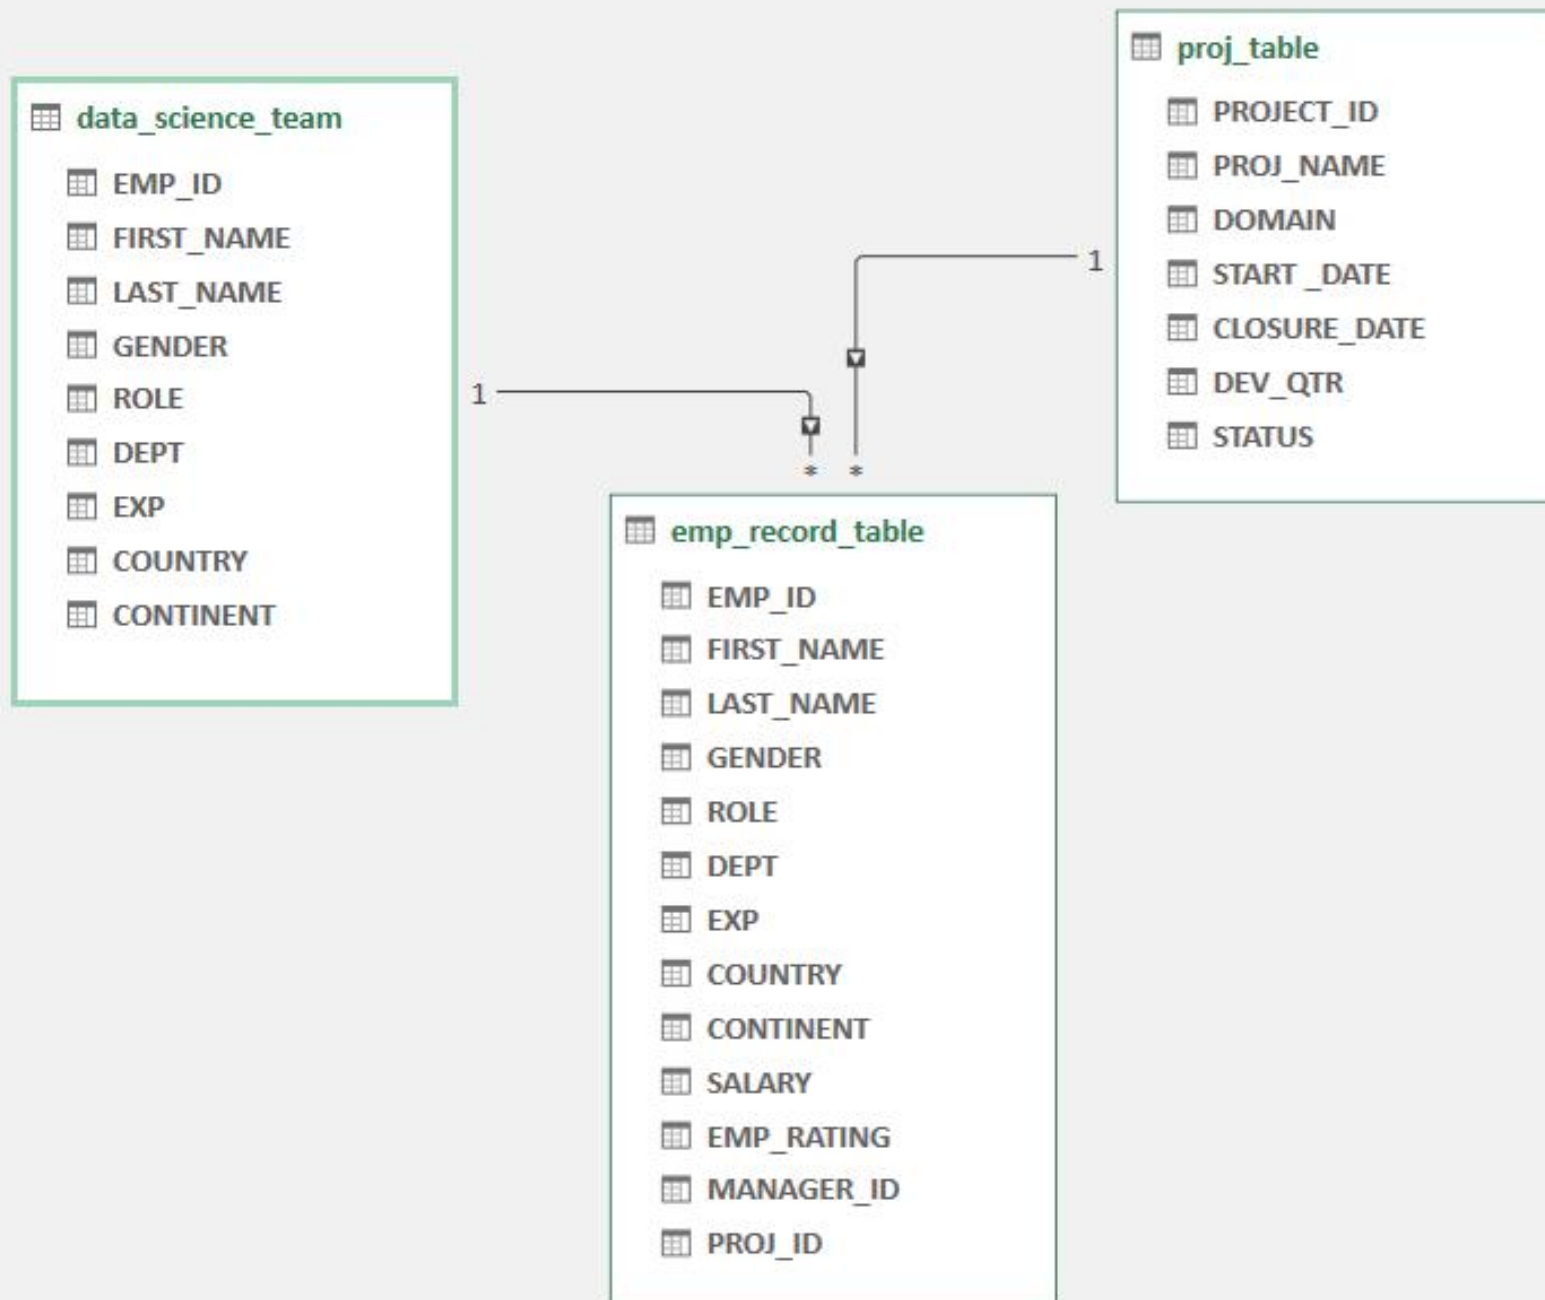 data_science_team
EMP_ID
FIRST_NAME
LAST_NAME
GENDER
ROLE
DEPT
EXP
COUNTRY
CONTINENT
1
1
*
*
proj_table
PROJECT_ID
PROJ_NAME
DOMAIN
START _DATE
CLOSURE_DATE
DEV_QTR
STATUS
emp_record_table
EMP_ID
FIRST_NAME
LAST_NAME
GENDER
ROLE
DEPT
EXP
COUNTRY
CONTINENT
SALARY
EMP_RATING
MANAGER_ID
PROJ_ID